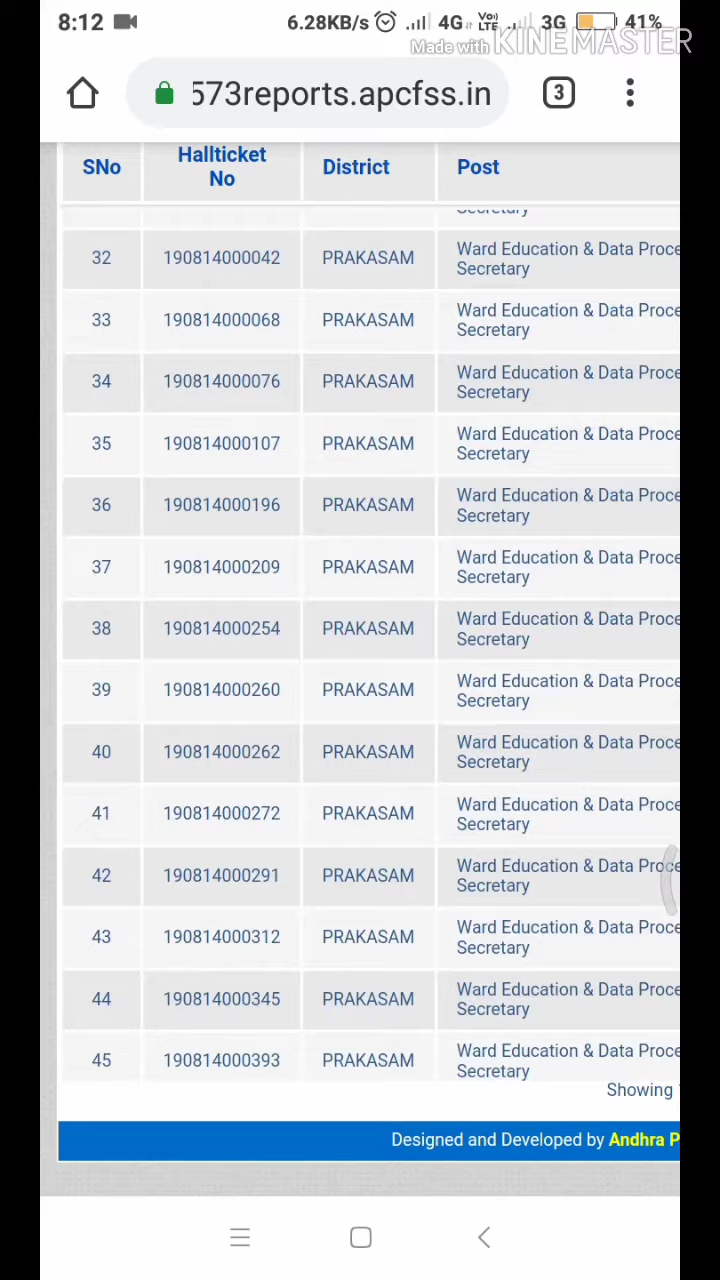 8:12 6.28KB/s 4G Vo) LTE 3G 41%
Made with KINEMASTER
573reports.apcfss.in 3
SNo Hallticket No District Post
Secretary
32 190814000042 PRAKASAM Ward Education & Data Proce
Secretary
33 190814000068 PRAKASAM Ward Education & Data Proce
Secretary
34 190814000076 PRAKASAM Ward Education & Data Proce
Secretary
35 190814000107 PRAKASAM Ward Education & Data Proce
Secretary
36 190814000196 PRAKASAM Ward Education & Data Proce
Secretary
37 190814000209 PRAKASAM Ward Education & Data Proce
Secretary
38 190814000254 PRAKASAM Ward Education & Data Proce
Secretary
39 190814000260 PRAKASAM Ward Education & Data Proce
Secretary
40 190814000262 PRAKASAM Ward Education & Data Proce
Secretary
41 190814000272 PRAKASAM Ward Education & Data Proce
Secretary
42 190814000291 PRAKASAM Ward Education & Data Proce
Secretary
43 190814000312 PRAKASAM Ward Education & Data Proce
Secretary
44 190814000345 PRAKASAM Ward Education & Data Proce
Secretary
45 190814000393 PRAKASAM Ward Education & Data Proce
Secretary
Showing
Designed and Developed by Andhra P